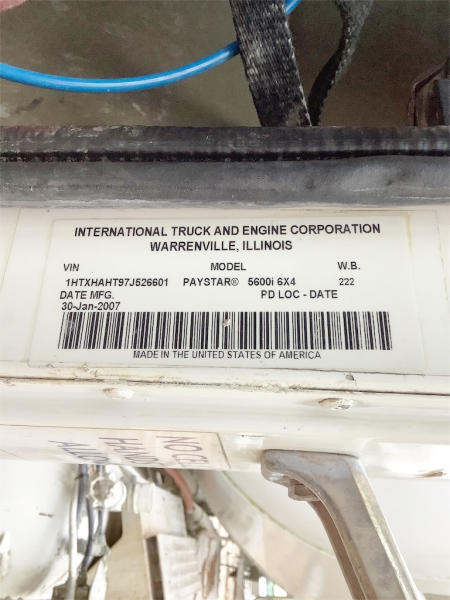 INTERNATIONAL TRUCK AND ENGINE CORPORATION
WARRENVILLE, ILLINOIS
VIN MODEL W.B.
1HTXHAHT97J526601 PAYSTAR® 5600i 6X4 222
DATE MFG. PD LOC - DATE
30-Jan-2007
MADE IN THE UNITED STATES OF AMERICA